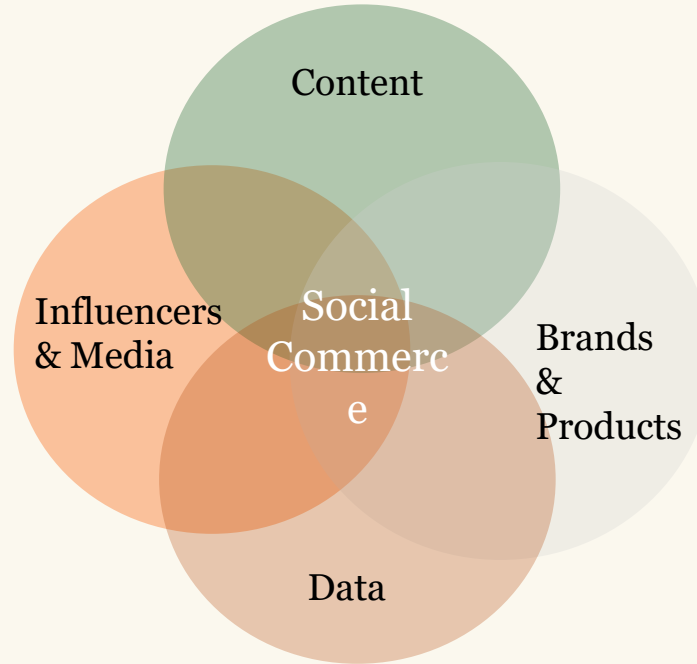 Content
Influencers
& Media
Social
Commerc
e
Brands
&
Products
Data